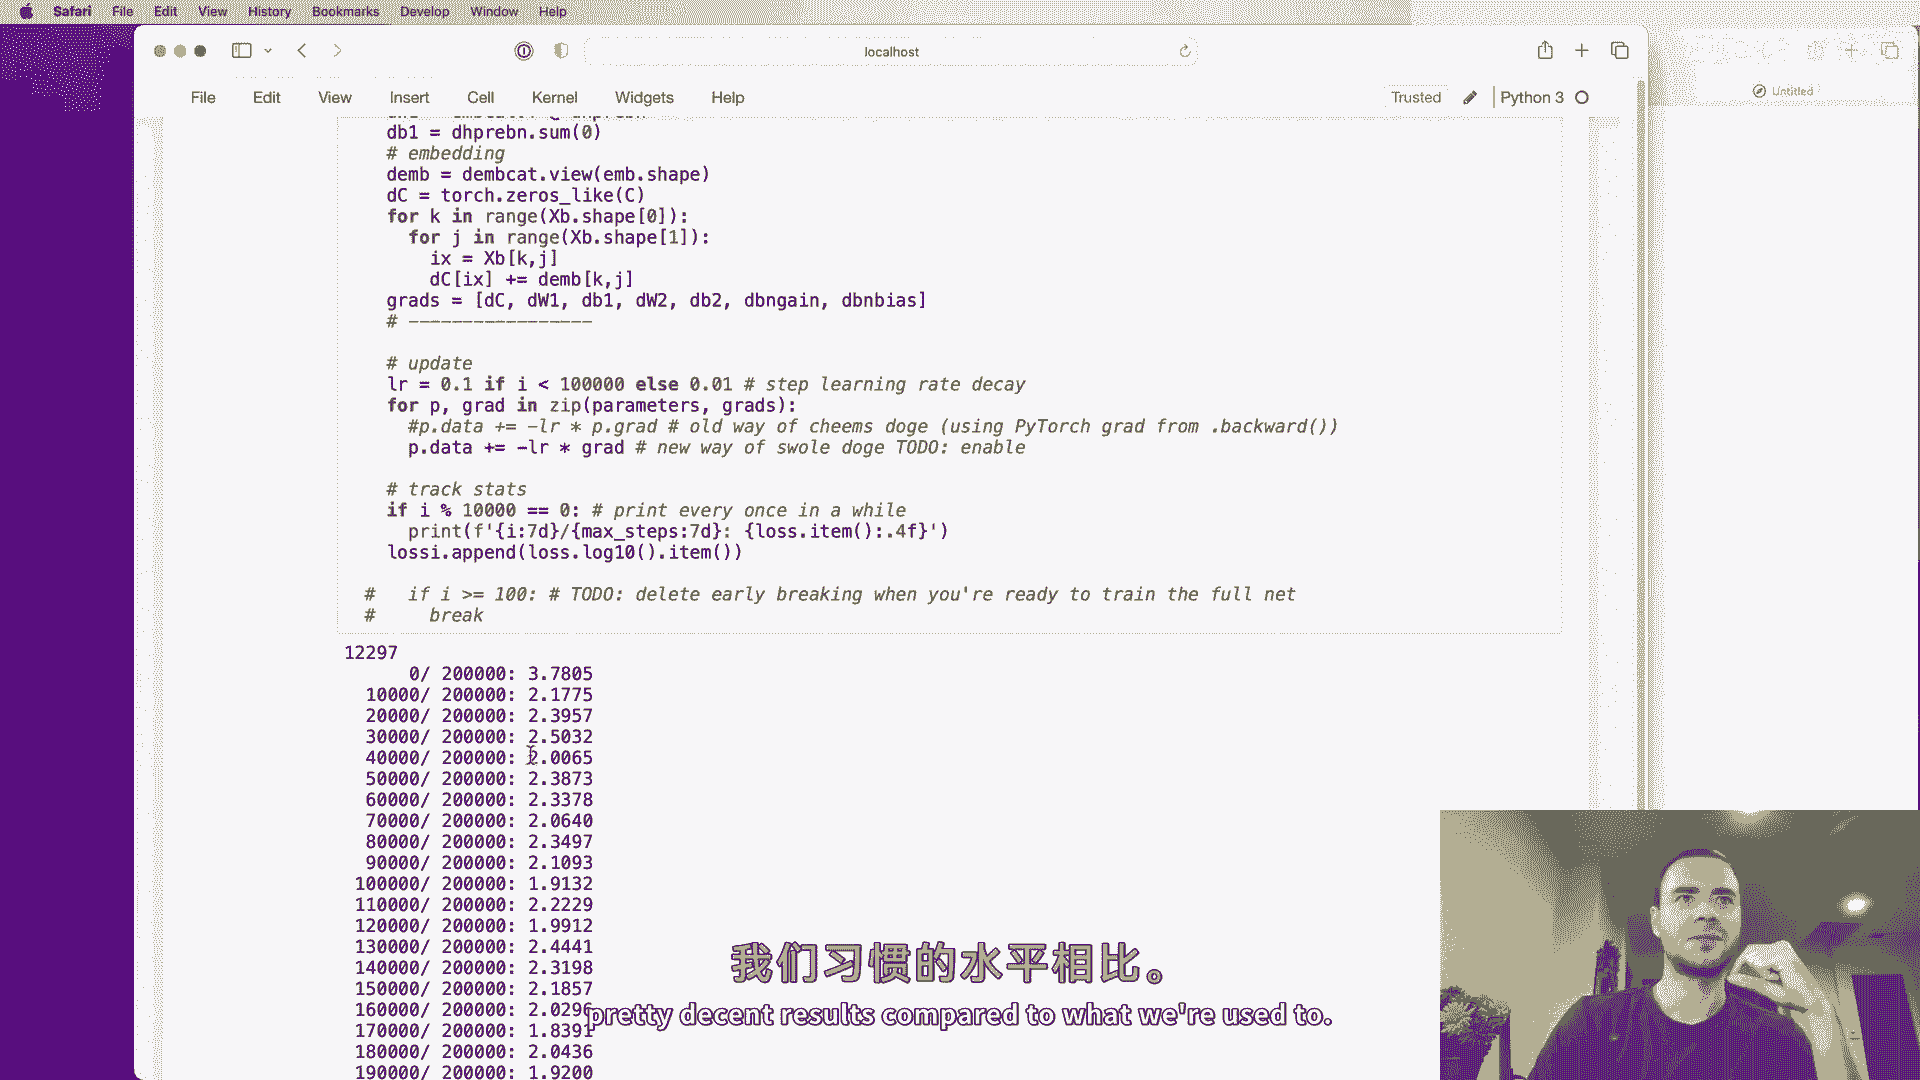 Safari File Edit View History Bookmarks Develop Window Help
localhost
Untitled
File Edit View Insert Cell Kernel Widgets Help Trusted Python 3
db1 = dhprebn.sum(0)
# embedding
demb = dembcat.view(emb.shape)
dC = torch.zeros_like(C)
for k in range(Xb.shape[0]):
for j in range(Xb.shape[1]):
ix = Xb[k,j]
dC[ix] += demb[k,j]
grads = [dC, dW1, db1, dW2, db2, dbngain, dbnbias]
# -----------------
# update
lr = 0.1 if i < 100000 else 0.01 # step learning rate decay
for p, grad in zip(parameters, grads):
#p.data += -lr * p.grad # old way of cheems doge (using PyTorch grad from .backward())
p.data += -lr * grad # new way of swole doge TODO: enable
# track stats
if i % 10000 == 0: # print every once in a while
print(f'{i:7d}/{max_steps:7d}: {loss.item():.4f}')
lossi.append(loss.log10().item())
# if i >= 100: # TODO: delete early breaking when you're ready to train the full net
# break
12297
0/ 200000: 3.7805
10000/ 200000: 2.1775
20000/ 200000: 2.3957
30000/ 200000: 2.5032
40000/ 200000: 2.0065
50000/ 200000: 2.3873
60000/ 200000: 2.3378
70000/ 200000: 2.0640
80000/ 200000: 2.3497
90000/ 200000: 2.1093
100000/ 200000: 1.9132
110000/ 200000: 2.2229
120000/ 200000: 1.9912
130000/ 200000: 2.4441
140000/ 200000: 2.3198
150000/ 200000: 2.1857
160000/ 200000: 2.0296
170000/ 200000: 1.8391
180000/ 200000: 2.0436
190000/ 200000: 1.9200
我们习惯的水平相比。
pretty decent results compared to what we're used to.